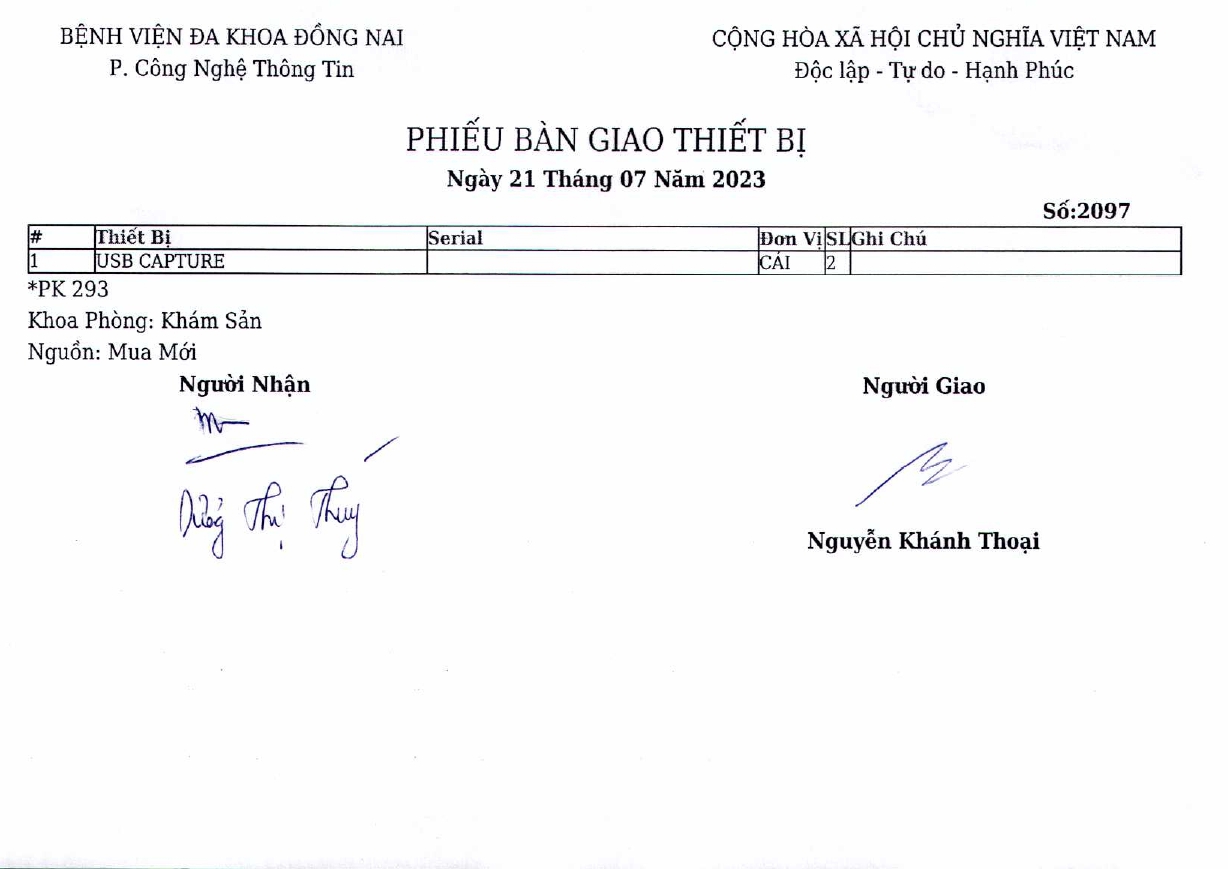 BỆNH VIỆN ĐA KHOA ĐỒNG NAI
P. Công Nghệ Thông Tin
CỘNG HÒA XÃ HỘI CHỦ NGHĨA VIỆT NAM
Độc lập - Tự do - Hạnh Phúc
PHIẾU BÀN GIAO THIẾT BỊ
Ngày 21 Tháng 07 Năm 2023
Số:2097
# Thiết Bị Serial Đơn Vị SL Ghi Chú
1 USB CAPTURE CÁI 2
*PK 293
Khoa Phòng: Khám Sản
Nguồn: Mua Mới
Người Nhận Người Giao
Thị Thuy
Nguyễn Khánh Thoại